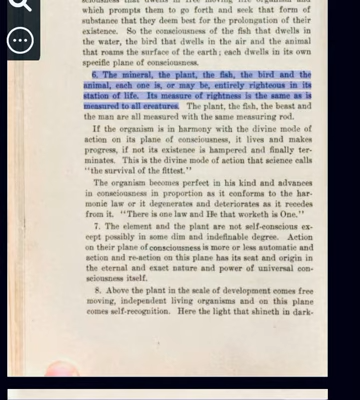 sciousness that dwells in free moving life organism and
which prompts them to go forth and seek that form of
substance that they deem best for the prolongation of their
existence. So the consciousness of the fish that dwells in
the water, the bird that dwells in the air and the animal
that roams the surface of the earth; each dwells in its own
specific plane of consciousness.
6. The mineral, the plant, the fish, the bird and the
animal, each one is, or may be, entirely righteous in its
station of life. Its measure of rightness is the same as is
measured to all creatures. The plant, the fish, the beast and
the man are all measured with the same measuring rod.
If the organism is in harmony with the divine mode of
action on its plane of consciousness, it lives and makes
progress, if not its existence is hampered and finally ter-
minates. This is the divine mode of action that science calls
"the survival of the fittest."
The organism becomes perfect in his kind and advances
in consciousness in proportion as it conforms to the har-
monic law or it degenerates and deteriorates as it recedes
from it. "There is one law and He that worketh is One."
7. The element and the plant are not self-conscious ex-
cept possibly in some dim and indefinable degree. Action
on their plane of consciousness is more or less automatic and
action and re-action on this plane has its seat and origin in
the eternal and exact nature and power of universal con-
sciousness itself.
8. Above the plant in the scale of development comes free
moving, independent living organisms and on this plane
comes self-recognition. Here the light that shineth in dark-